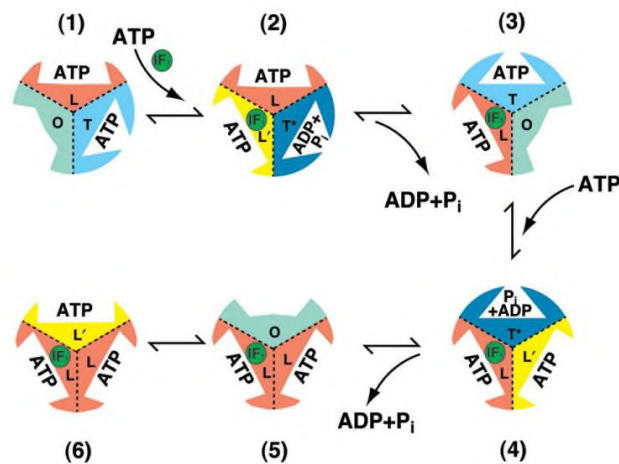 (1)
(2)
(3)
ATP
IF
ATP
L
O
T
ATP
ATP
L
IF
L'
T*
ATP
ADP+
Pi
ATP
T
IF
L
O
ATP
ADP+Pi
ATP
ATP
L'
IF
L
L
ATP
ATP
O
IF
L
L
ATP
ATP
Pi
+ADP
T*
IF
L
L'
ATP
ATP
ADP+Pi
(6)
(5)
(4)